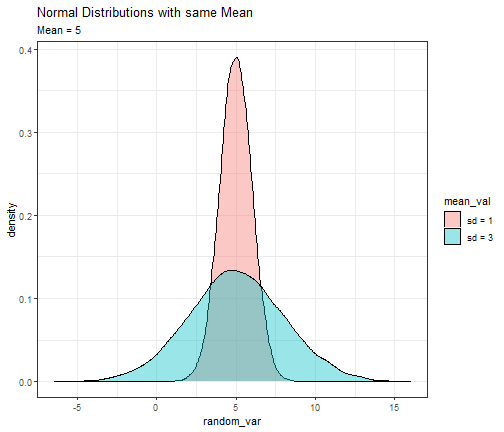 Normal Distributions with same Mean
Mean = 5
density
0.4
0.3
0.2
0.1
0.0
-5 0 5 10 15
random_var
mean_val
sd = 1
sd = 3